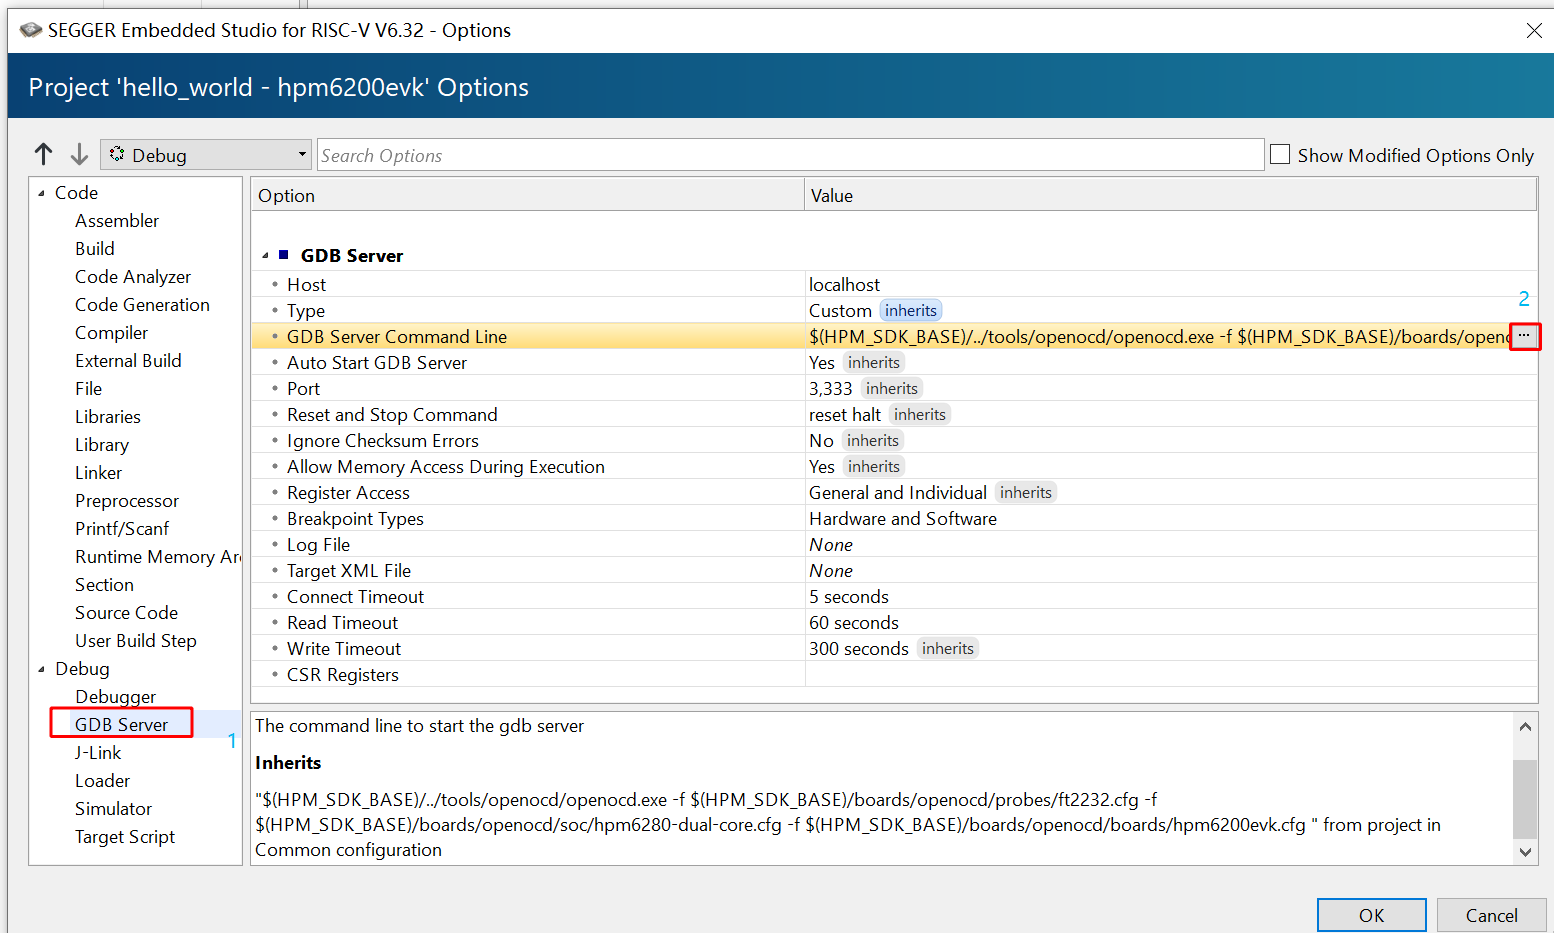 SEGGER Embedded Studio for RISC-V V6.32 - Options
Project 'hello_world - hpm6200evk' Options
Debug
Search Options
Show Modified Options Only
Code
Assembler
Build
Code Analyzer
Code Generation
Compiler
External Build
File
Libraries
Library
Linker
Preprocessor
Printf/Scanf
Runtime Memory Ar
Section
Source Code
User Build Step
Debug
Debugger
GDB Server
1
J-Link
Loader
Simulator
Target Script
Option Value
GDB Server
Host localhost
2
Type Custom inherits
GDB Server Command Line $(HPM_SDK_BASE)/../tools/openocd/openocd.exe -f $(HPM_SDK_BASE)/boards/openo ...
Auto Start GDB Server Yes inherits
Port 3,333 inherits
Reset and Stop Command reset halt inherits
Ignore Checksum Errors No inherits
Allow Memory Access During Execution Yes inherits
Register Access General and Individual inherits
Breakpoint Types Hardware and Software
Log File None
Target XML File None
Connect Timeout 5 seconds
Read Timeout 60 seconds
Write Timeout 300 seconds inherits
CSR Registers
The command line to start the gdb server
Inherits
"$(HPM_SDK_BASE)/../tools/openocd/openocd.exe -f $(HPM_SDK_BASE)/boards/openocd/probes/ft2232.cfg -f
$(HPM_SDK_BASE)/boards/openocd/soc/hpm6280-dual-core.cfg -f $(HPM_SDK_BASE)/boards/openocd/boards/hpm6200evk.cfg " from project in
Common configuration
OK
Cancel